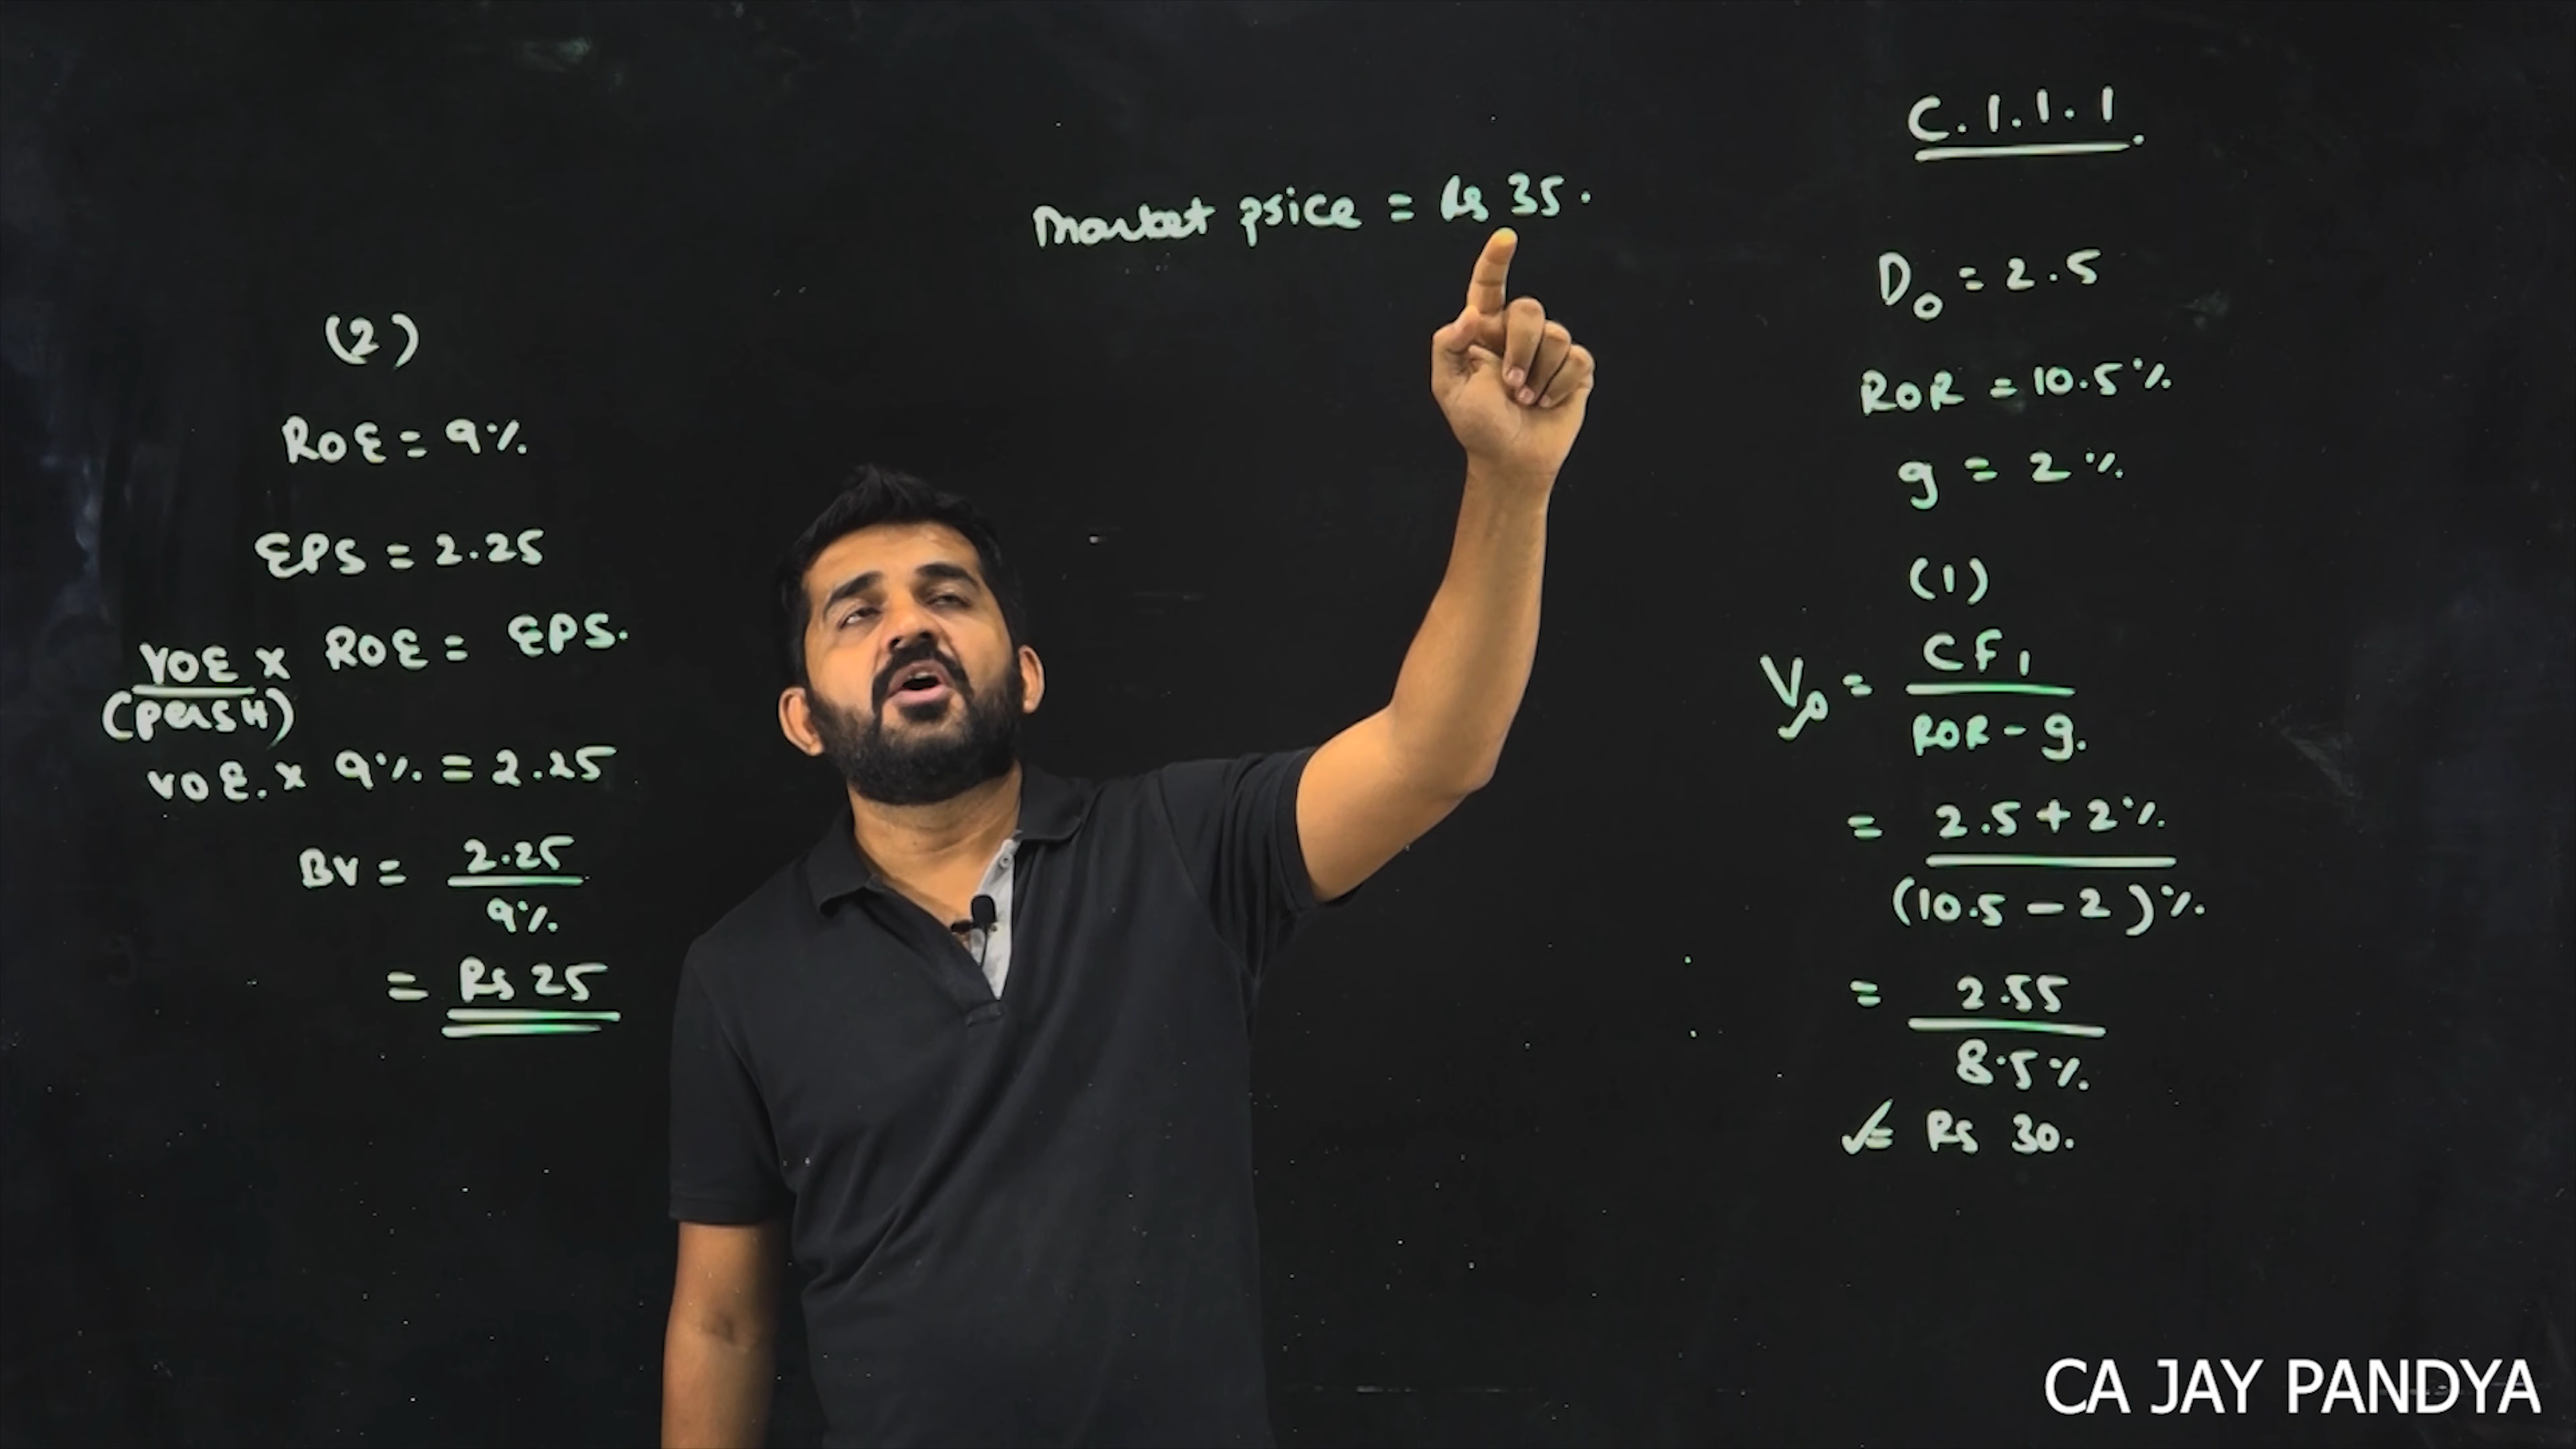 C.1.1.1.
Market price = Rs 35.
D0 = 2.5
ROR = 10.5%
g = 2%
(1)
V0 = CF1
ROR - g.
= 2.5 + 2%
(10.5 - 2)%
= 2.55
8.5%
= Rs 30.
(2)
ROE = 9%
EPS = 2.25
VOE x ROE = EPS.
(per SH)
VOE. x 9% = 2.25
BV = 2.25
9%
= Rs 25
CA JAY PANDYA